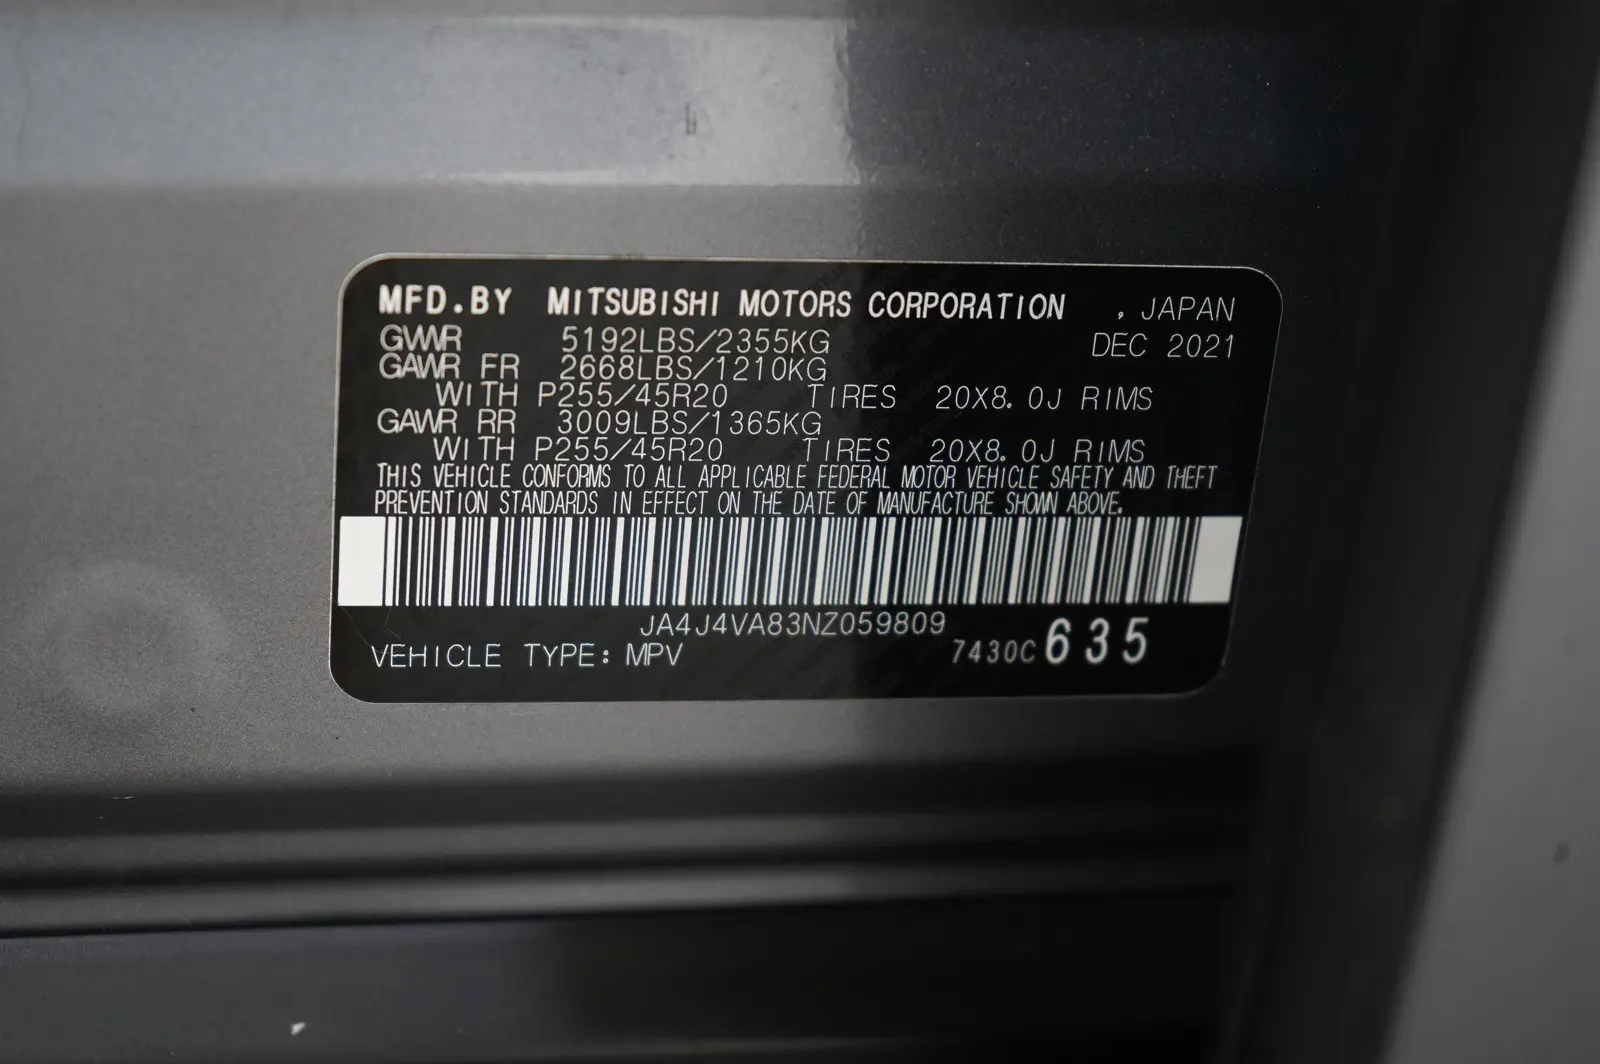 MFD.BY MITSUBISHI MOTORS CORPORATION , JAPAN
GVWR 5192LBS/2355KG DEC 2021
GAWR FR 2668LBS/1210KG
WITH P255/45R20 TIRES 20X8.0J RIMS
GAWR RR 3009LBS/1365KG
WITH P255/45R20 TIRES 20X8.0J RIMS
THIS VEHICLE CONFORMS TO ALL APPLICABLE FEDERAL MOTOR VEHICLE SAFETY AND THEFT
PREVENTION STANDARDS IN EFFECT ON THE DATE OF MANUFACTURE SHOWN ABOVE.
JA4J4VA83NZ059809
VEHICLE TYPE: MPV 7430C 635